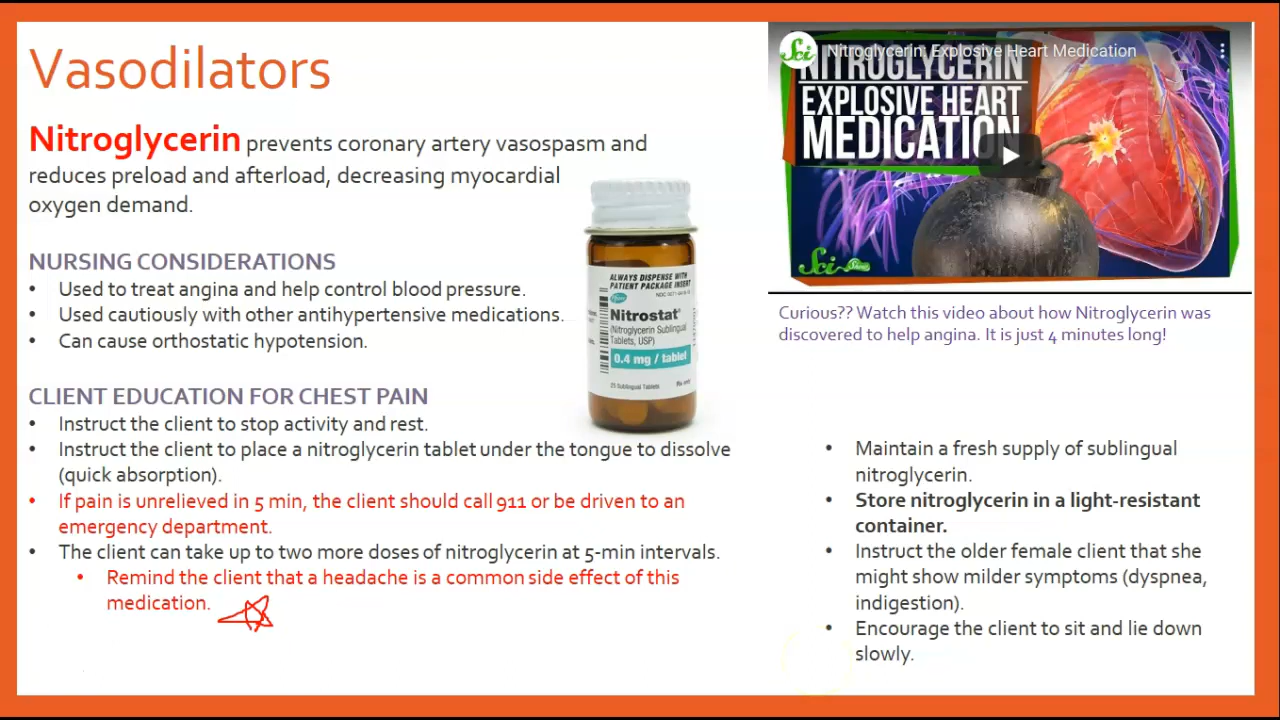 Vasodilators
Nitroglycerin prevents coronary artery vasospasm and
reduces preload and afterload, decreasing myocardial
oxygen demand.
NURSING CONSIDERATIONS
• Used to treat angina and help control blood pressure.
• Used cautiously with other antihypertensive medications.
• Can cause orthostatic hypotension.
CLIENT EDUCATION FOR CHEST PAIN
• Instruct the client to stop activity and rest.
• Instruct the client to place a nitroglycerin tablet under the tongue to dissolve
(quick absorption).
• If pain is unrelieved in 5 min, the client should call 911 or be driven to an
emergency department.
• The client can take up to two more doses of nitroglycerin at 5-min intervals.
• Remind the client that a headache is a common side effect of this
medication.
ALWAYS DISPENSE WITH
PATIENT PACKAGE INSERT
Pfizer
Nitrostat®
(Nitroglycerin Sublingual
Tablets, USP)
0.4 mg / tablet
25 Sublingual Tablets Rx only
Sci
Nitroglycerin: Explosive Heart Medication
NITROGLYCERIN
EXPLOSIVE HEART
MEDICATION
Sci Show
Curious?? Watch this video about how Nitroglycerin was
discovered to help angina. It is just 4 minutes long!
• Maintain a fresh supply of sublingual
nitroglycerin.
• Store nitroglycerin in a light-resistant
container.
• Instruct the older female client that she
might show milder symptoms (dyspnea,
indigestion).
• Encourage the client to sit and lie down
slowly.